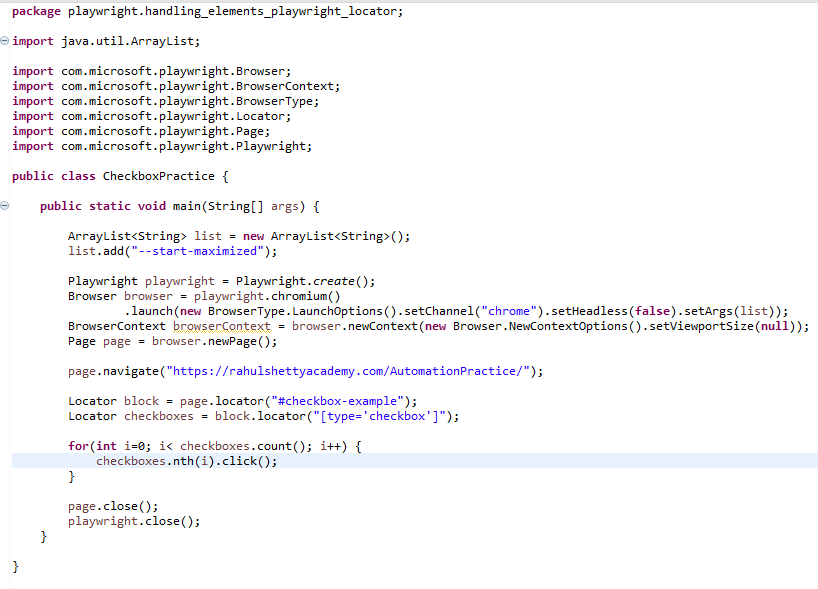 package playwright.handling_elements_playwright_locator;
import java.util.ArrayList;
import com.microsoft.playwright.Browser;
import com.microsoft.playwright.BrowserContext;
import com.microsoft.playwright.BrowserType;
import com.microsoft.playwright.Locator;
import com.microsoft.playwright.Page;
import com.microsoft.playwright.Playwright;
public class CheckboxPractice {
public static void main(String[] args) {
ArrayList<String> list = new ArrayList<String>();
list.add("--start-maximized");
Playwright playwright = Playwright.create();
Browser browser = playwright.chromium()
.launch(new BrowserType.LaunchOptions().setChannel("chrome").setHeadless(false).setArgs(list));
BrowserContext browserContext = browser.newContext(new Browser.NewContextOptions().setViewportSize(null));
Page page = browser.newPage();
page.navigate("https://rahulshettyacademy.com/AutomationPractice/");
Locator block = page.locator("#checkbox-example");
Locator checkboxes = block.locator("[type='checkbox']");
for(int i=0; i< checkboxes.count(); i++) {
checkboxes.nth(i).click();
}
page.close();
playwright.close();
}
}